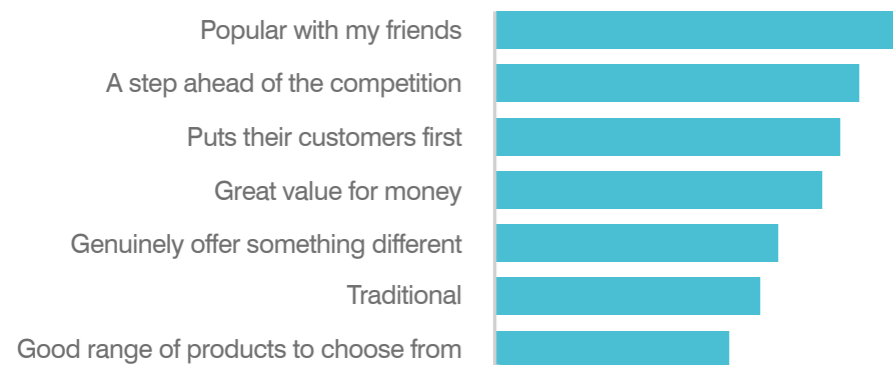 Popular with my friends
A step ahead of the competition
Puts their customers first
Great value for money
Genuinely offer something different
Traditional
Good range of products to choose from